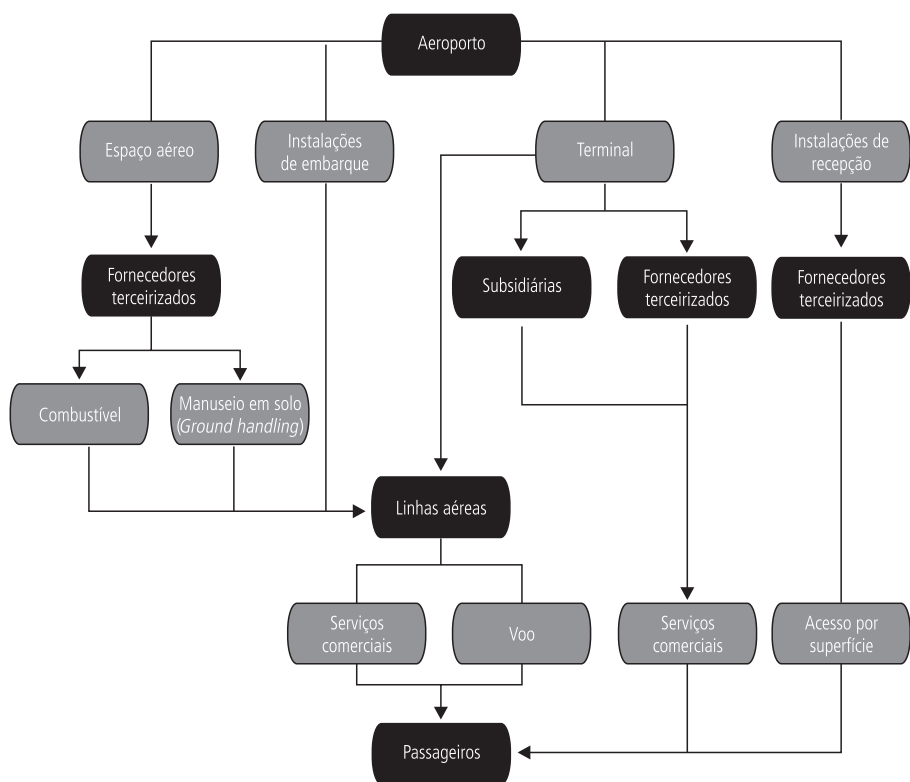 Aeroporto
Espaço aéreo
Instalações
de embarque
Terminal
Instalações de
recepção
Fornecedores
terceirizados
Subsidiárias
Fornecedores
terceirizados
Fornecedores
terceirizados
Combustível
Manuseio em solo
(Ground handling)
Linhas aéreas
Serviços
comerciais
Voo
Serviços
comerciais
Acesso por
superfície
Passageiros